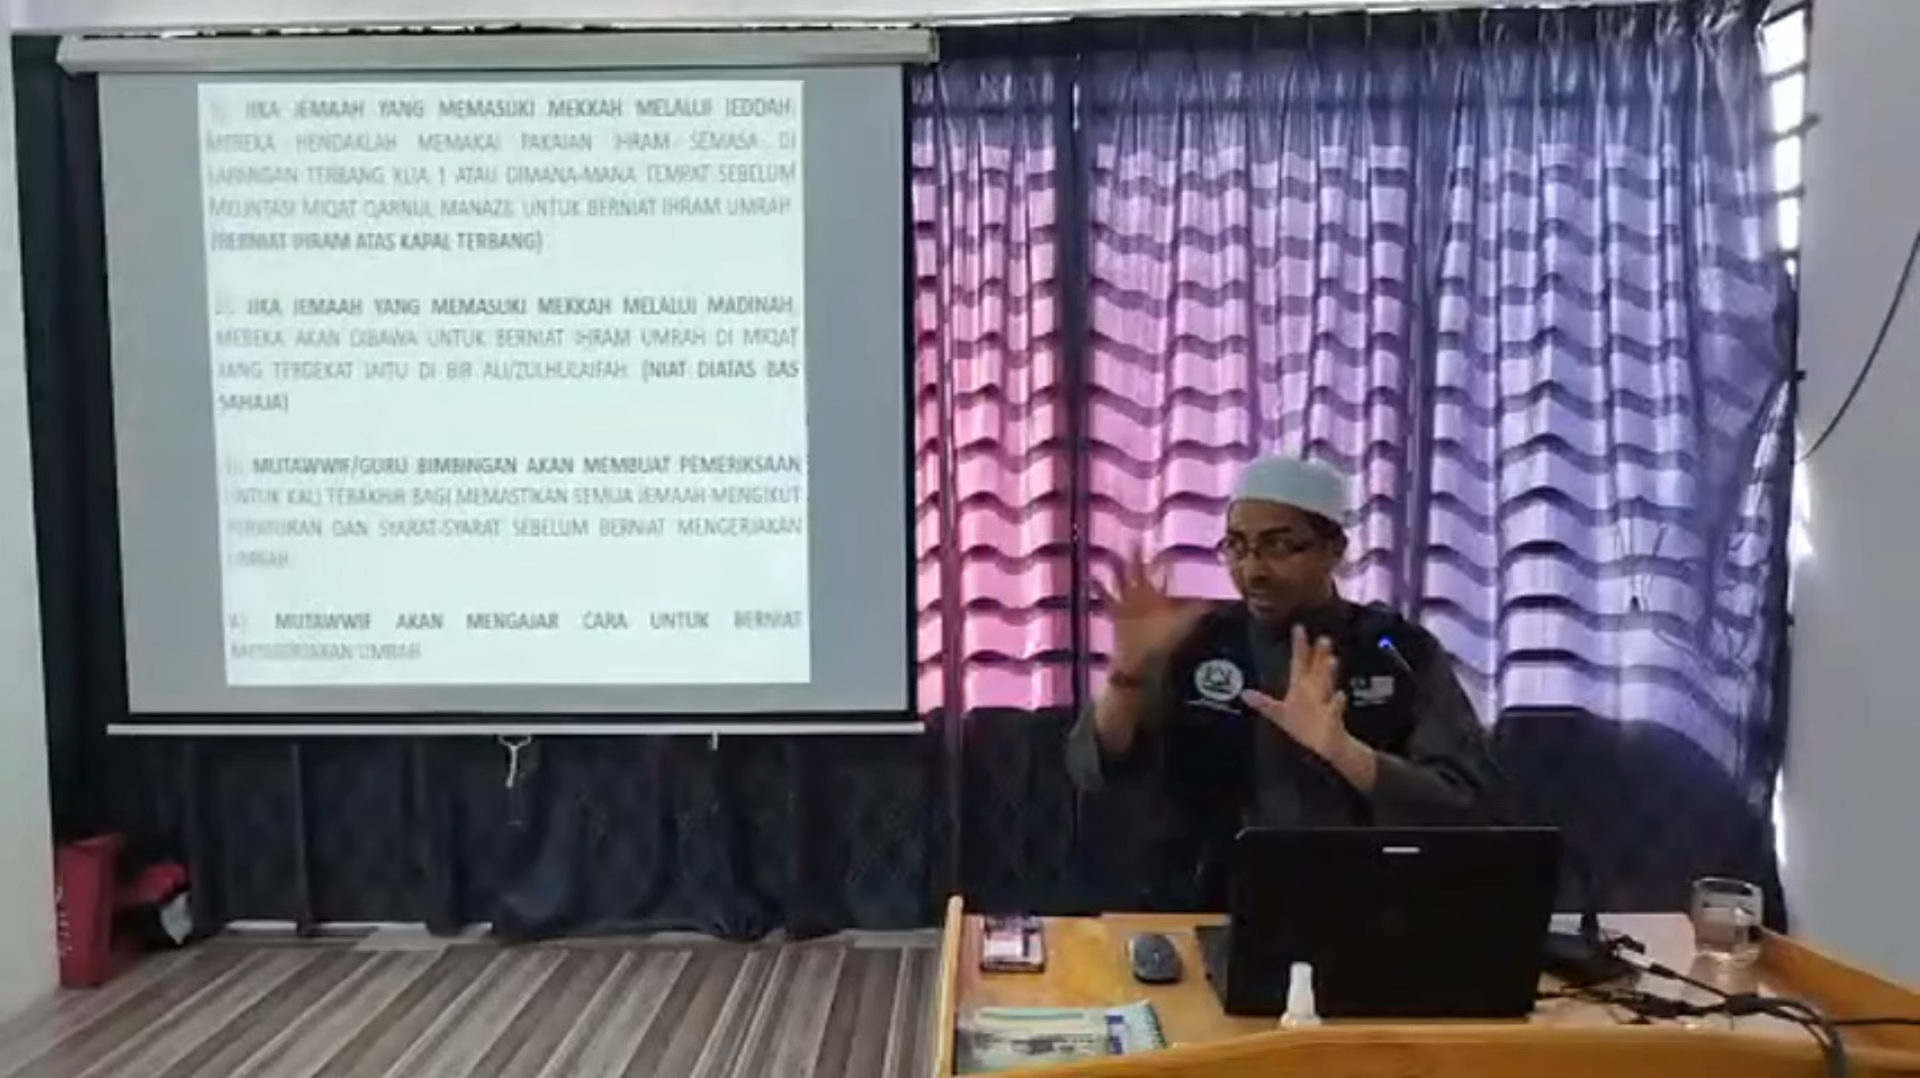 JIKA JEMAAH YANG MEMASUKI MEKKAH MELALUI JEDDAH,
MEREKA HENDAKLAH MEMAKAI PAKAIAN IHRAM SEMASA DI
LAPANGAN TERBANG KLIA 1 ATAU DIMANA-MANA TEMPAT SEBELUM
MELINTASI MIQAT QARNUL MANAZIL UNTUK BERNIAT IHRAM UMRAH.
(BERNIAT IHRAM ATAS KAPAL TERBANG)
JIKA JEMAAH YANG MEMASUKI MEKKAH MELALUI MADINAH,
MEREKA AKAN DIBAWA UNTUK BERNIAT IHRAM UMRAH DI MIQAT
YANG TERDEKAT IAITU DI BIR ALI/ZULHULAIFAH. (NIAT DIATAS BAS
SAHAJA)
MUTAWWIF/GURU BIMBINGAN AKAN MEMBUAT PEMERIKSAAN
UNTUK KALI TERAKHIR BAGI MEMASTIKAN SEMUA JEMAAH MENGIKUT
PERATURAN DAN SYARAT-SYARAT SEBELUM BERNIAT MENGERJAKAN
UMRAH.
4) MUTAWWIF AKAN MENGAJAR CARA UNTUK BERNIAT
MENGERJAKAN UMRAH